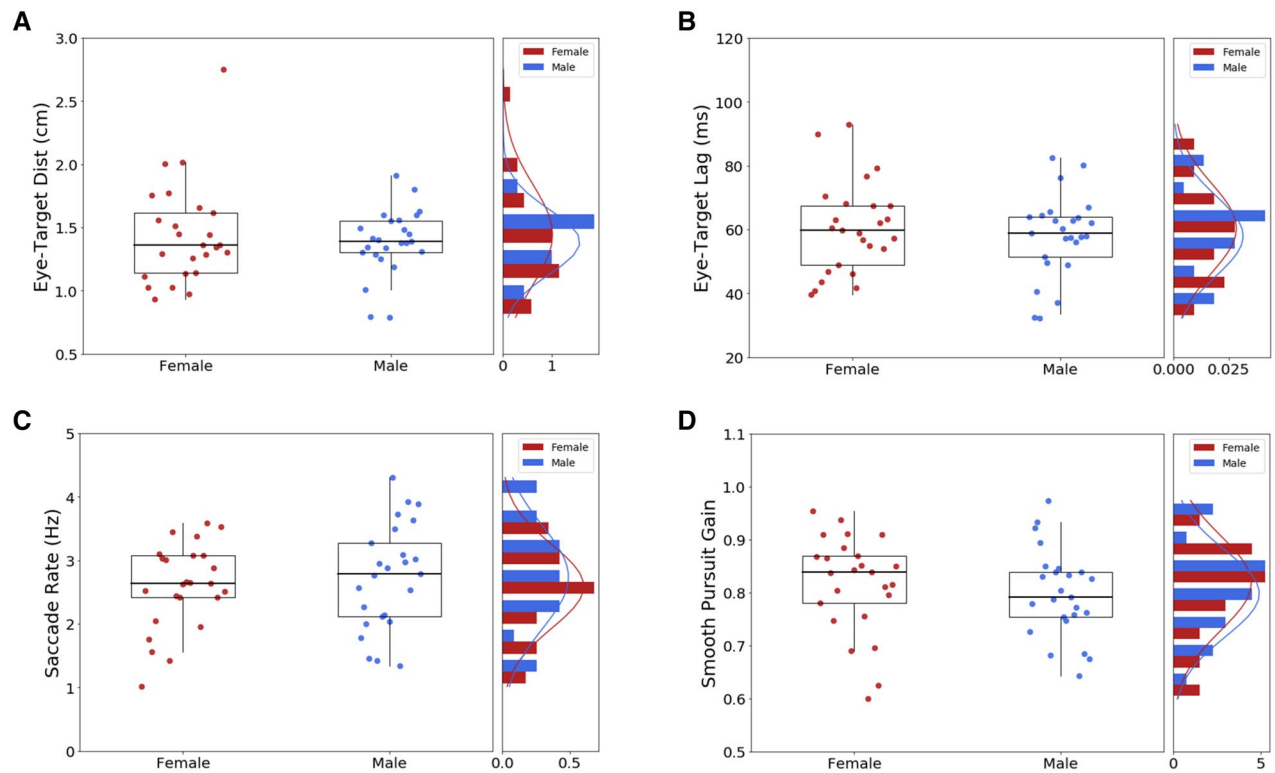 A
Eye-Target Dist (cm)
3.0
2.5
2.0
1.5
1.0
0.5
Female
Male
Female
Male
0
1
B
Eye-Target Lag (ms)
120
100
80
60
40
20
Female
Male
Female
Male
0.000
0.025
C
Saccade Rate (Hz)
5
4
3
2
1
0
Female
Male
Female
Male
0.0
0.5
D
Smooth Pursuit Gain
1.1
1.0
0.9
0.8
0.7
0.6
0.5
Female
Male
Female
Male
0
5